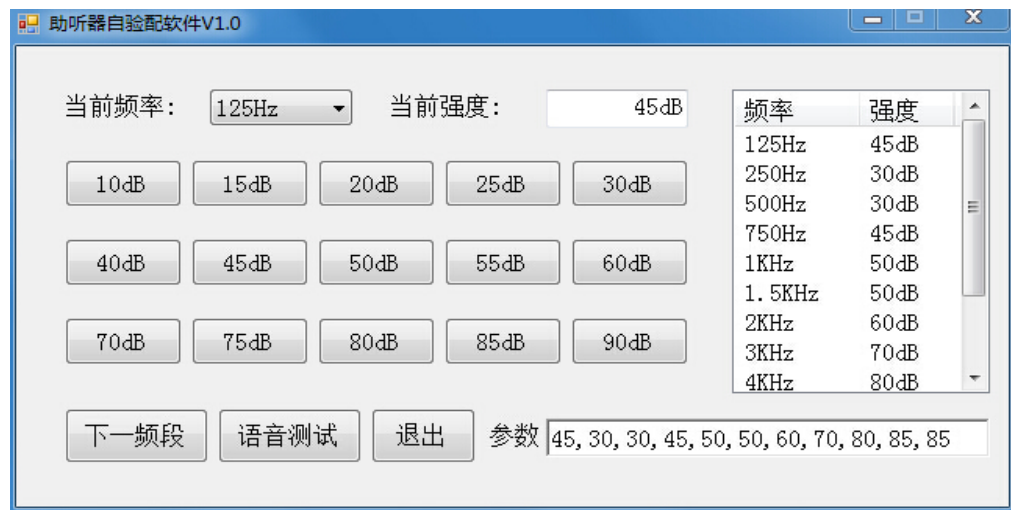 助听器自验配软件V1.0
当前频率: 125Hz 当前强度: 45dB
10dB 15dB 20dB 25dB 30dB
40dB 45dB 50dB 55dB 60dB
70dB 75dB 80dB 85dB 90dB
频率 强度
125Hz 45dB
250Hz 30dB
500Hz 30dB
750Hz 45dB
1KHz 50dB
1.5KHz 50dB
2KHz 60dB
3KHz 70dB
4KHz 80dB
下一频段 语音测试 退出 参数 45,30,30,45,50,50,60,70,80,85,85